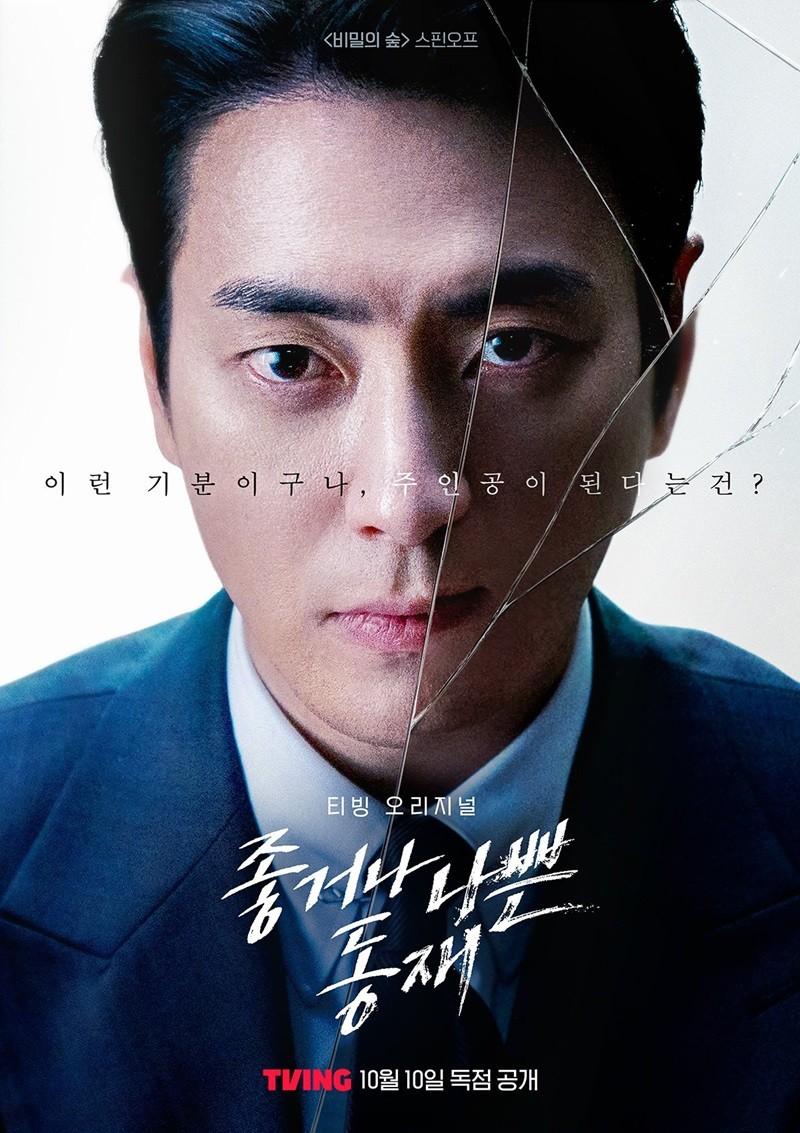 <비밀의 숲> 스핀오프
이런 기분이구나, 주인공이 된다는건?
티빙 오리지널
좋거나 나쁜
동재
TVING 10월 10일 독점 공개